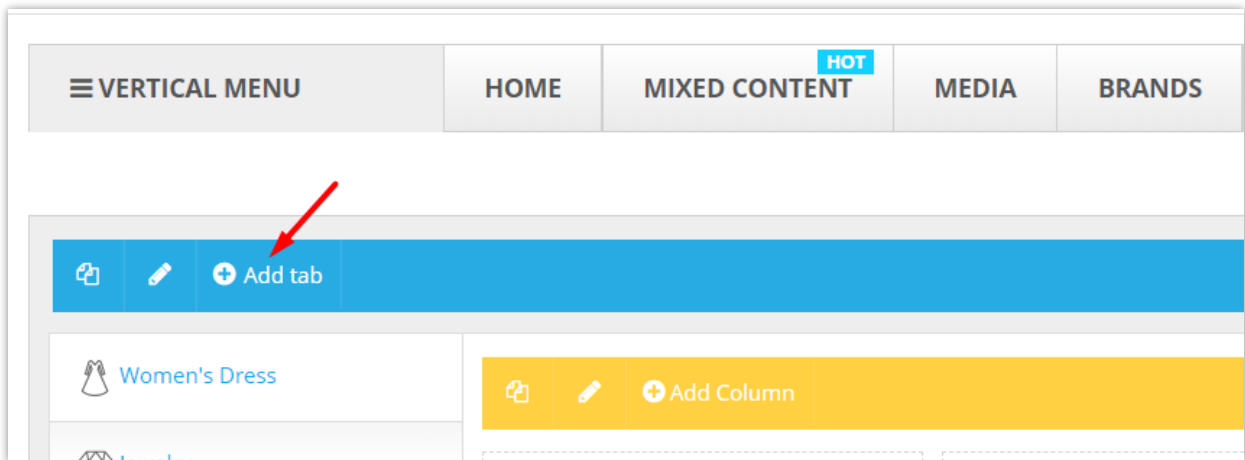 HOT
VERTICAL MENU HOME MIXED CONTENT MEDIA BRANDS
Add tab
Women's Dress
Add Column